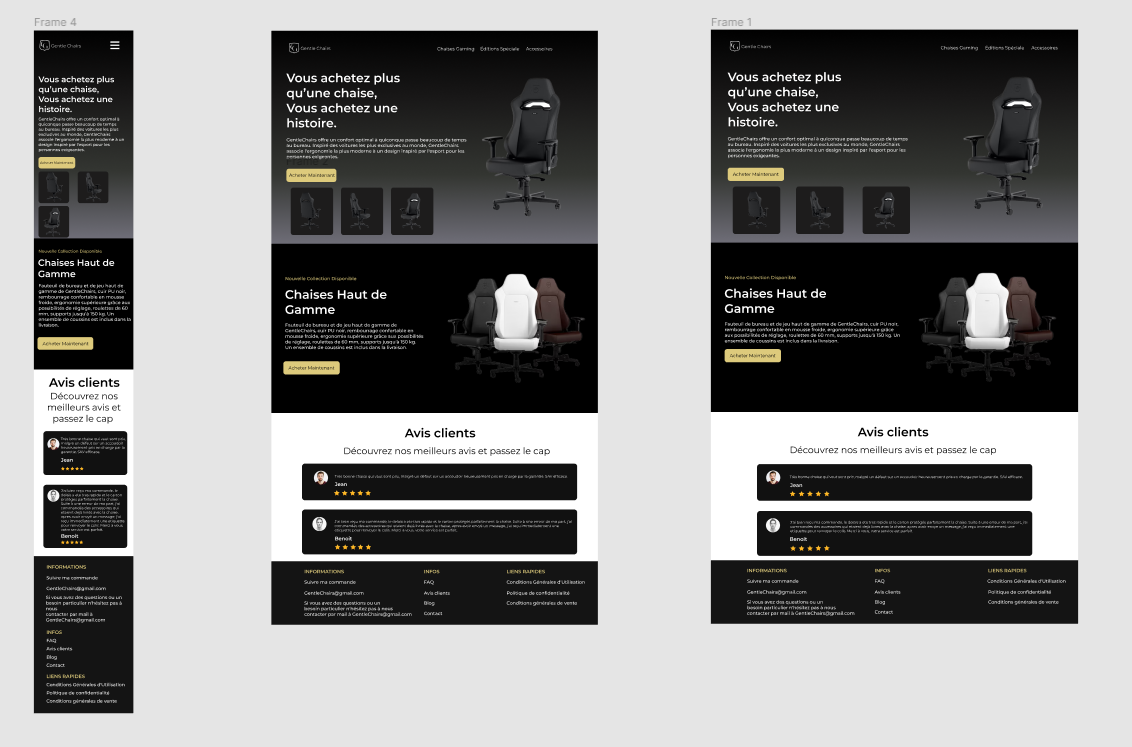 Frame 4
Gentle Chairs
Vous achetez plus
qu'une chaise,
Vous achetez une
histoire.
GentleChairs offre un confort optimal à
quiconque passe beaucoup de temps
au bureau. Inspiré des voitures les plus
exclusives au monde, GentleChairs
associe l'ergonomie la plus moderne à un
design inspiré par l'esport pour les
personnes exigeantes.
Acheter Maintenant
Nouvelle Collection Disponible
Chaises Haut de
Gamme
Fauteuil de bureau et de jeu haut de
gamme de GentleChairs, cuir PU noir,
rembourrage confortable en mousse
froide, ergonomie supérieure grâce aux
possibilités de réglage, roulettes de 60
mm, supports jusqu'à 150 kg. Un
ensemble de coussins est inclus dans la
livraison.
Acheter Maintenant
Avis clients
Découvrez nos
meilleurs avis et
passez le cap
Jean
Benoit
INFORMATIONS
Suivre ma commande
GentleChairs@gmail.com
Si vous avez des questions ou un
besoin particulier n'hésitez pas à
nous
contacter par mail à
GentleChairs@gmail.com
INFOS
FAQ
Avis clients
Blog
Contact
LIENS RAPIDES
Conditions Générales d'Utilisation
Politique de confidentialité
Conditions générales de vente
Gentle Chairs
Chaises Gaming Éditions Spéciale Accessoires
Vous achetez plus
qu'une chaise,
Vous achetez une
histoire.
GentleChairs offre un confort optimal à quiconque passe beaucoup de temps
au bureau. Inspiré des voitures les plus exclusives au monde, GentleChairs
associe l'ergonomie la plus moderne à un design inspiré par l'esport pour les
personnes exigeantes.
Acheter Maintenant
Nouvelle Collection Disponible
Chaises Haut de
Gamme
Fauteuil de bureau et de jeu haut de gamme de
GentleChairs, cuir PU noir, rembourrage confortable en
mousse froide, ergonomie supérieure grâce aux possibilités
de réglage, roulettes de 60 mm, supports jusqu'à 150 kg.
Un ensemble de coussins est inclus dans la livraison.
Acheter Maintenant
Avis clients
Découvrez nos meilleurs avis et passez le cap
Jean
Benoit
INFORMATIONS INFOS LIENS RAPIDES
Suivre ma commande FAQ Conditions Générales d'Utilisation
GentleChairs@gmail.com Avis clients Politique de confidentialité
Si vous avez des questions ou un Blog Conditions générales de vente
besoin particulier n'hésitez pas à nous
contacter par mail à GentleChairs@gmail.com Contact
Frame 1
Gentle Chairs
Chaises Gaming Éditions Spéciale Accessoires
Vous achetez plus
qu'une chaise,
Vous achetez une
histoire.
GentleChairs offre un confort optimal à quiconque passe beaucoup de temps
au bureau. Inspiré des voitures les plus exclusives au monde, GentleChairs
associe l'ergonomie la plus moderne à un design inspiré par l'esport pour les
personnes exigeantes.
Acheter Maintenant
Nouvelle Collection Disponible
Chaises Haut de
Gamme
Fauteuil de bureau et de jeu haut de gamme de GentleChairs, cuir PU noir,
rembourrage confortable en mousse froide, ergonomie supérieure grâce
aux possibilités de réglage, roulettes de 60 mm, supports jusqu'à 150 kg. Un
ensemble de coussins est inclus dans la livraison.
Acheter Maintenant
Avis clients
Découvrez nos meilleurs avis et passez le cap
Jean
Benoit
INFORMATIONS INFOS LIENS RAPIDES
Suivre ma commande FAQ Conditions Générales d'Utilisation
GentleChairs@gmail.com Avis clients Politique de confidentialité
Si vous avez des questions ou un Blog Conditions générales de vente
besoin particulier n'hésitez pas à nous
contacter par mail à GentleChairs@gmail.com Contact